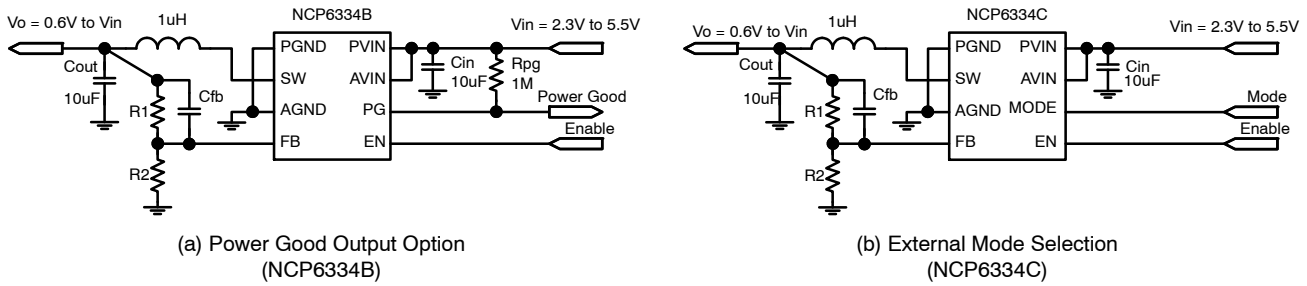 Vo = 0.6V to Vin
1uH
NCP6334B
Vin = 2.3V to 5.5V
PGND
PVIN
Cout
SW
AVIN
Cin
10uF
Rpg
1M
10uF
Cfb
R1
AGND
PG
Power Good
Enable
FB
EN
R2
(a) Power Good Output Option
(NCP6334B)
Vo = 0.6V to Vin
1uH
NCP6334C
Vin = 2.3V to 5.5V
PGND
PVIN
Cout
SW
AVIN
Cin
10uF
10uF
Cfb
R1
AGND
MODE
Mode
Enable
FB
EN
R2
(b) External Mode Selection
(NCP6334C)